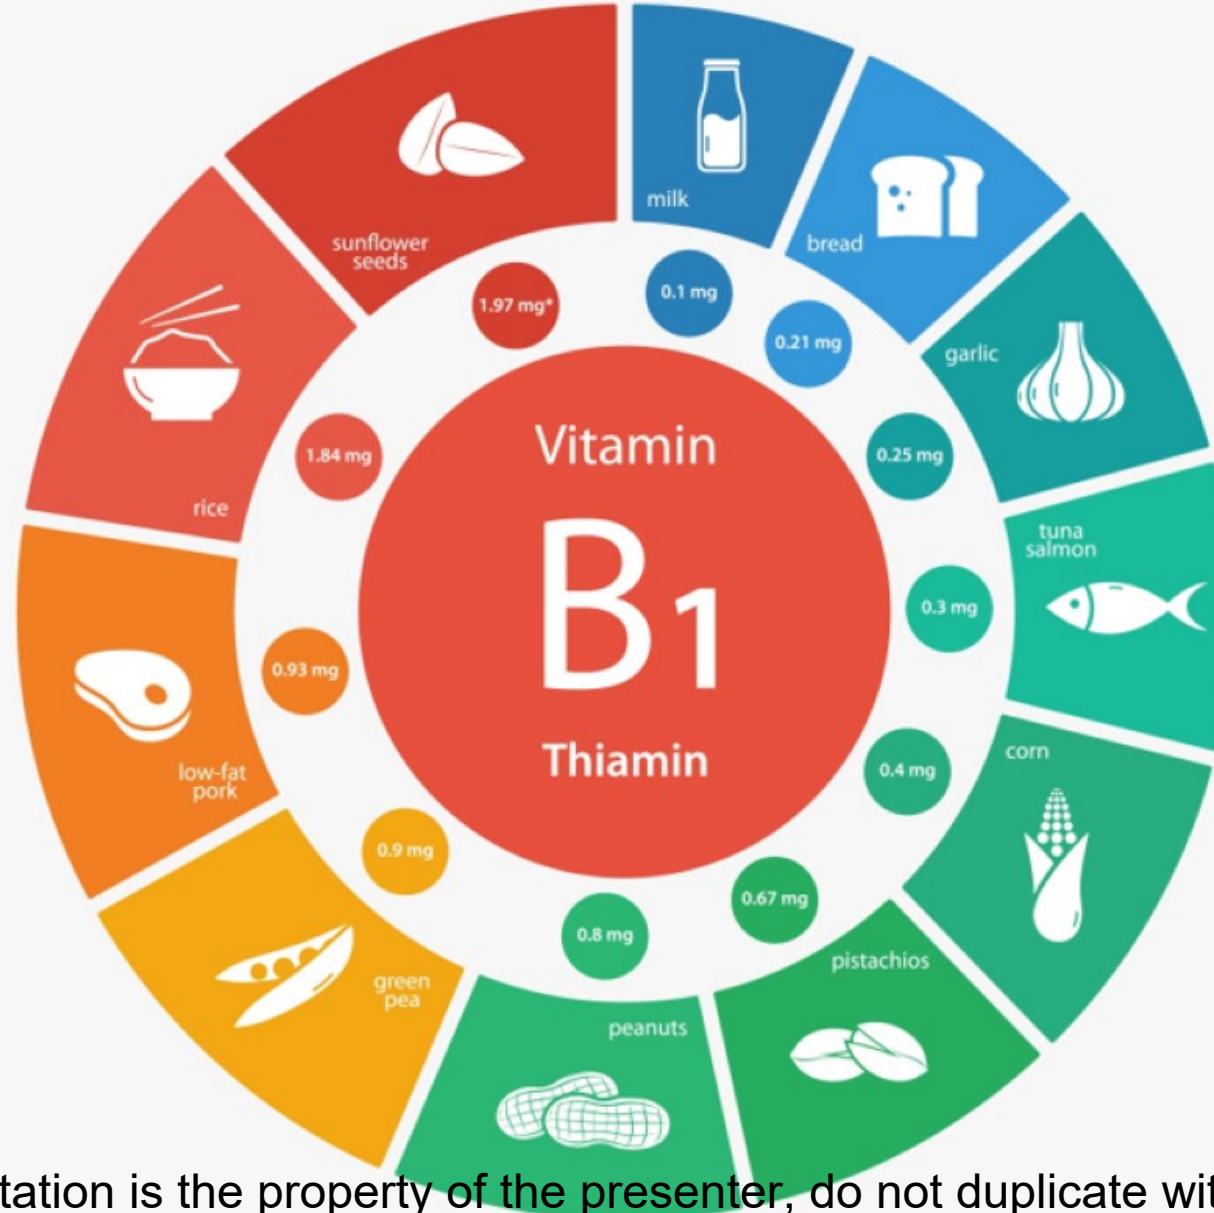 milk
bread
sunflower
seeds
1.97 mg*
0.1 mg
0.21 mg
garlic
Vitamin
1.84 mg
0.25 mg
rice
B1
tuna
salmon
0.3 mg
0.93 mg
Thiamin
corn
0.4 mg
low-fat
pork
0.9 mg
0.67 mg
0.8 mg
pistachios
green
pea
peanuts
is the property of the presenter, do not duplicate